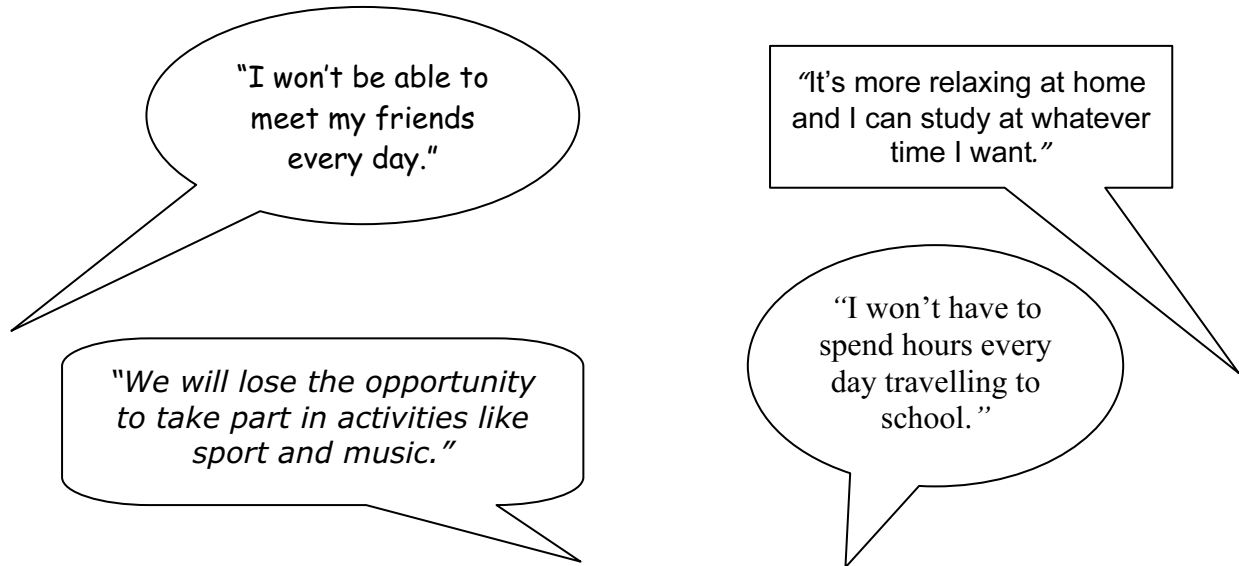 "I won't be able to
meet my friends
every day."
"It's more relaxing at home
and I can study at whatever
time I want."
"We will lose the opportunity
to take part in activities like
sport and music."
"I won't have to
spend hours every
day travelling to
school."